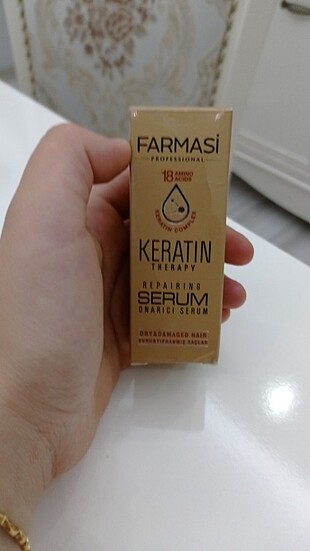 FARMASİ
PROFESSIONAL
18 AMINO ACIDS
KERATIN COMPLEX
KERATIN
THERAPY
REPAIRING
SERUM
ONARICI SERUM
DRY&DAMAGED HAIR
KURU&YIPRANMIŞ SAÇLAR